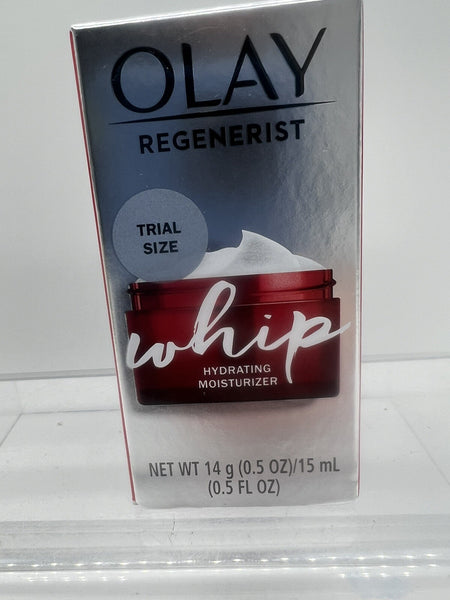 OLAY
REGENERIST
TRIAL
SIZE
whip
HYDRATING
MOISTURIZER
NET WT 14 g (0.5 OZ)/15 mL
(0.5 FL OZ)